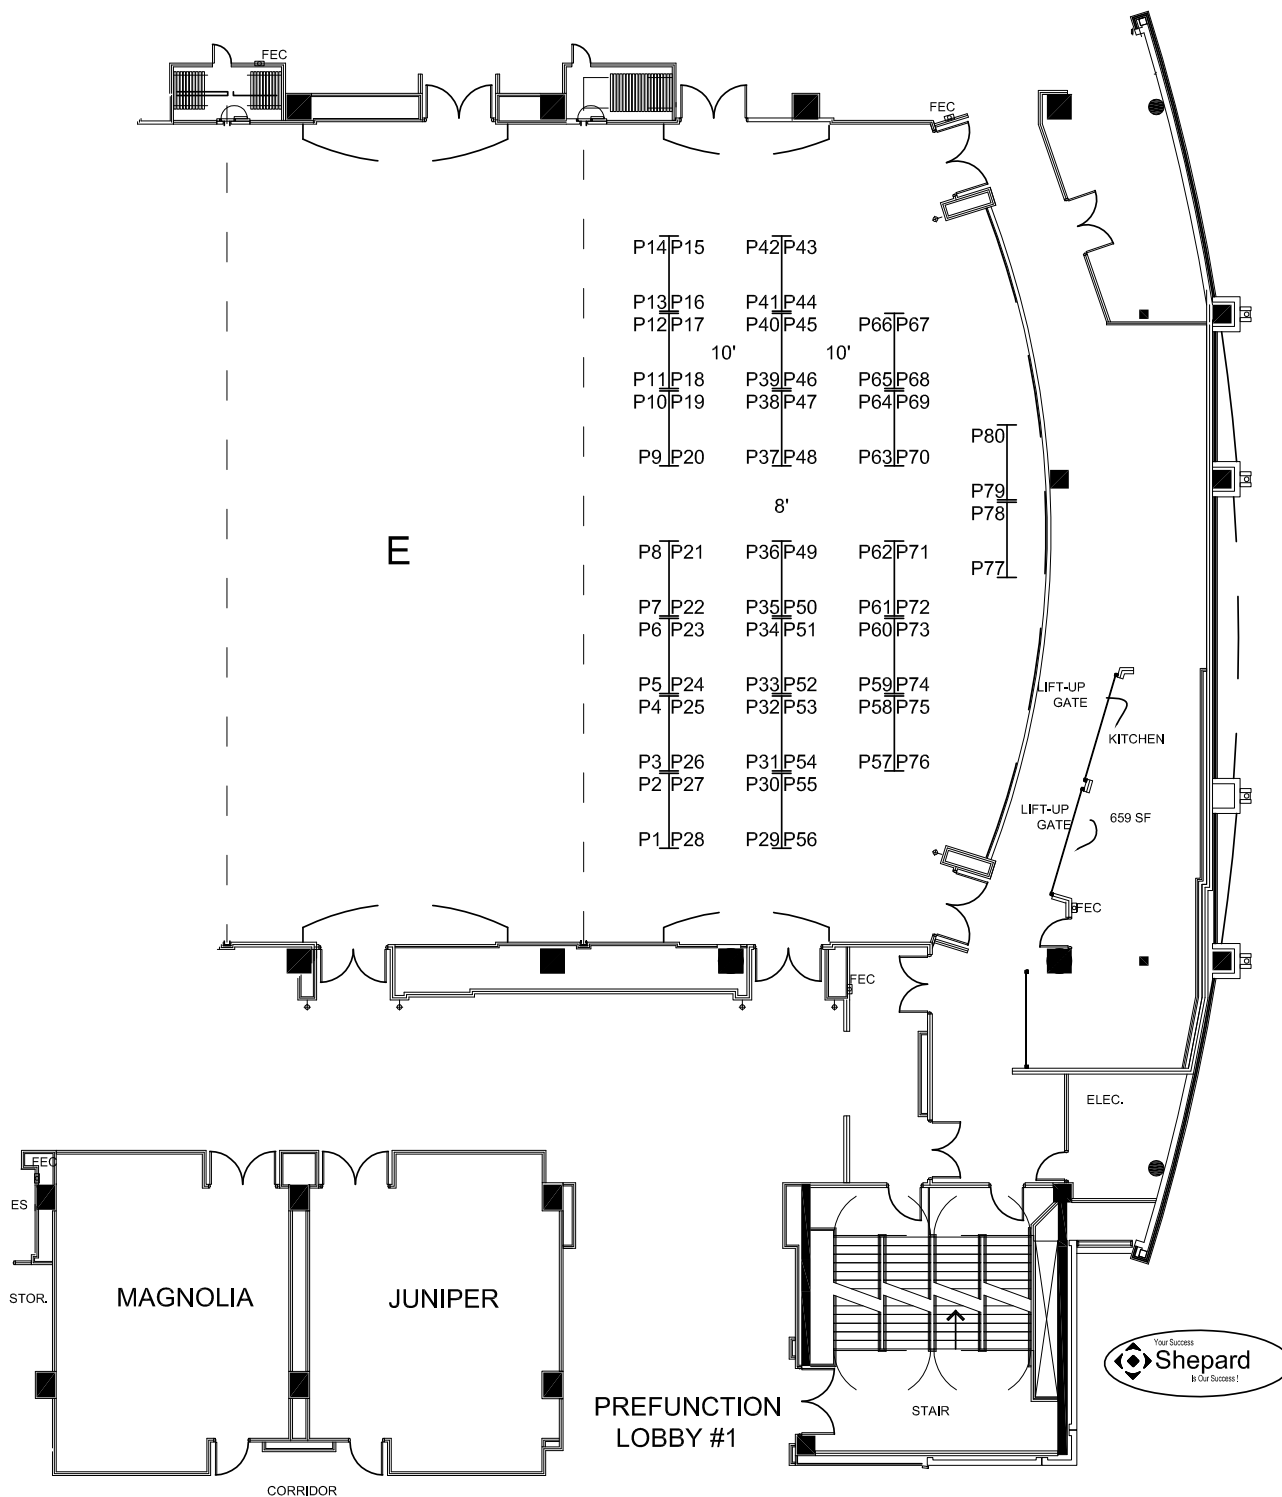 FEC
FEC
P14 P15 P42 P43
P13 P16 P41 P44
P12 P17 P40 P45 P66 P67
10' 10'
P11 P18 P39 P46 P65 P68
P10 P19 P38 P47 P64 P69
P80
P9 P20 P37 P48 P63 P70
P79
8'
P78
E
P8 P21 P36 P49 P62 P71
P77
P7 P22 P35 P50 P61 P72
P6 P23 P34 P51 P60 P73
P5 P24 P33 P52 P59 P74
LIFT-UP
GATE
P4 P25 P32 P53 P58 P75
KITCHEN
P3 P26 P31 P54 P57 P76
P2 P27 P30 P55
LIFT-UP
GATE
659 SF
P1 P28 P29 P56
FEC
FEC
ELEC.
FEC
ES
STOR.
MAGNOLIA
JUNIPER
Your Success
Shepard
Is Our Success !
PREFUNCTION
LOBBY #1
STAIR
CORRIDOR